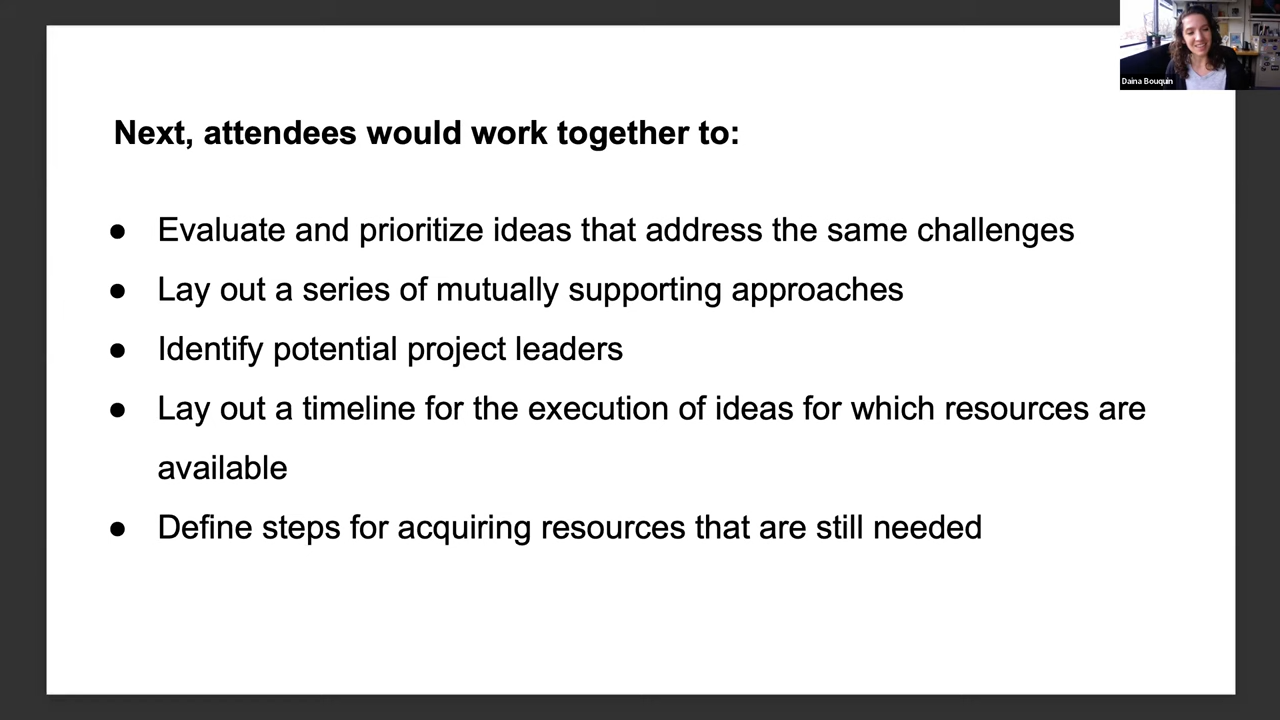 Daina Bouquin
Next, attendees would work together to:
● Evaluate and prioritize ideas that address the same challenges
● Lay out a series of mutually supporting approaches
● Identify potential project leaders
● Lay out a timeline for the execution of ideas for which resources are
available
● Define steps for acquiring resources that are still needed